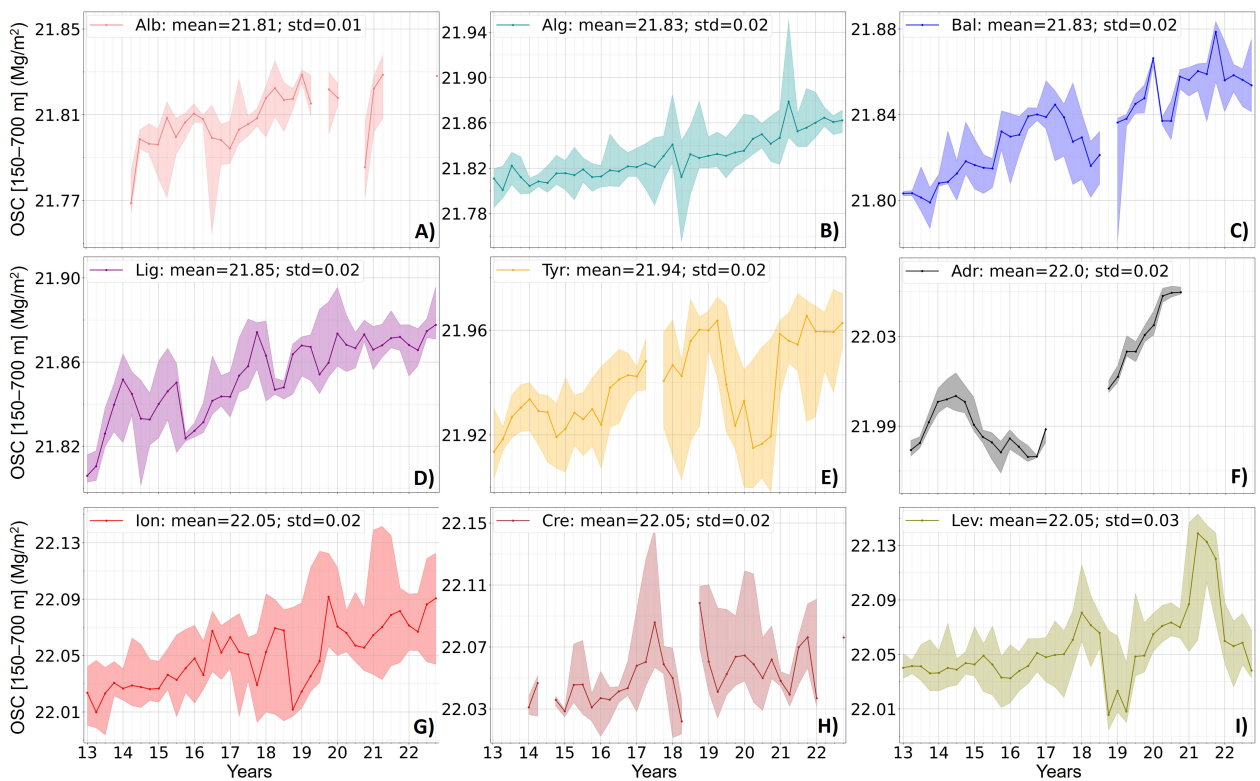 Alb: mean=21.81; std=0.01
Alg: mean=21.83; std=0.02
Bal: mean=21.83; std=0.02
OSC [150–700 m] (Mg/m²)
21.85
21.81
21.77
21.94
21.90
21.86
21.82
21.78
21.88
21.84
21.80
A)
B)
C)
Lig: mean=21.85; std=0.02
Tyr: mean=21.94; std=0.02
Adr: mean=22.0; std=0.02
OSC [150–700 m] (Mg/m²)
21.90
21.86
21.82
21.96
21.92
22.03
21.99
D)
E)
F)
Ion: mean=22.05; std=0.02
Cre: mean=22.05; std=0.02
Lev: mean=22.05; std=0.03
OSC [150–700 m] (Mg/m²)
22.13
22.09
22.05
22.01
22.15
22.11
22.07
22.03
22.13
22.09
22.05
22.01
G)
H)
I)
13 14 15 16 17 18 19 20 21 22
13 14 15 16 17 18 19 20 21 22
13 14 15 16 17 18 19 20 21 22
Years
Years
Years